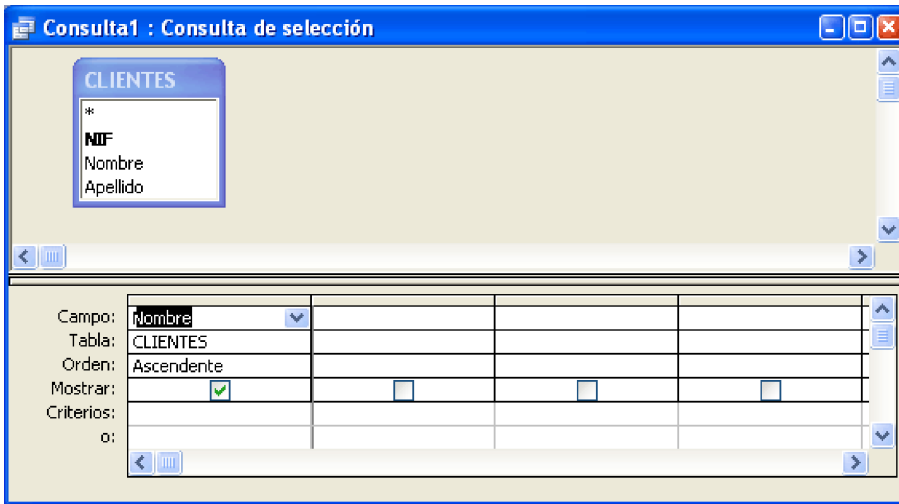 Consulta1 : Consulta de selección
CLIENTES
*
NIF
Nombre
Apellido
Campo: Nombre
Tabla: CLIENTES
Orden: Ascendente
Mostrar:
Criterios:
o: